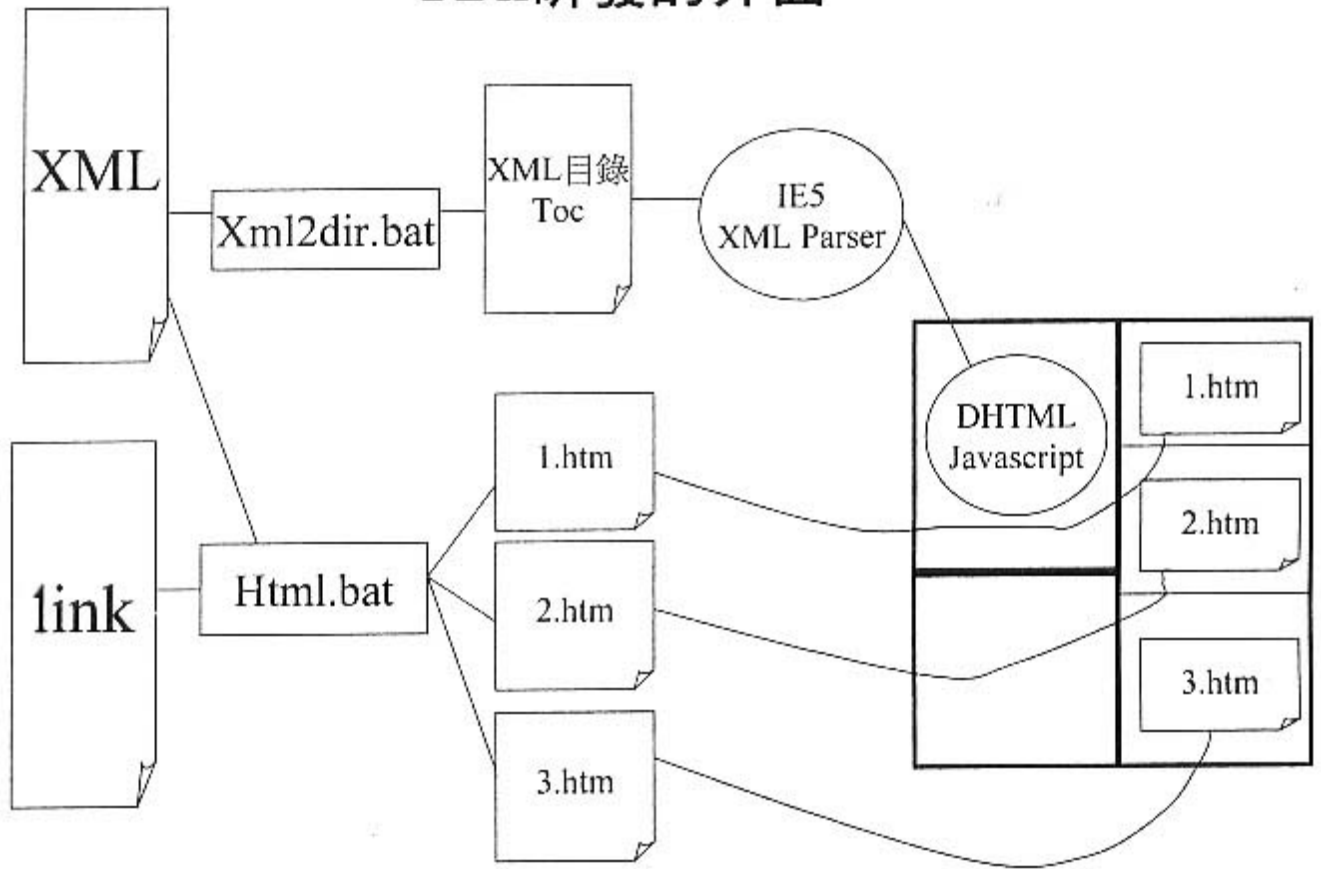 XML
Xml2dir.bat
XML目錄
Toc
IE5
XML Parser
DHTML
Javascript
1.htm
2.htm
3.htm
link
Html.bat
1.htm
2.htm
3.htm